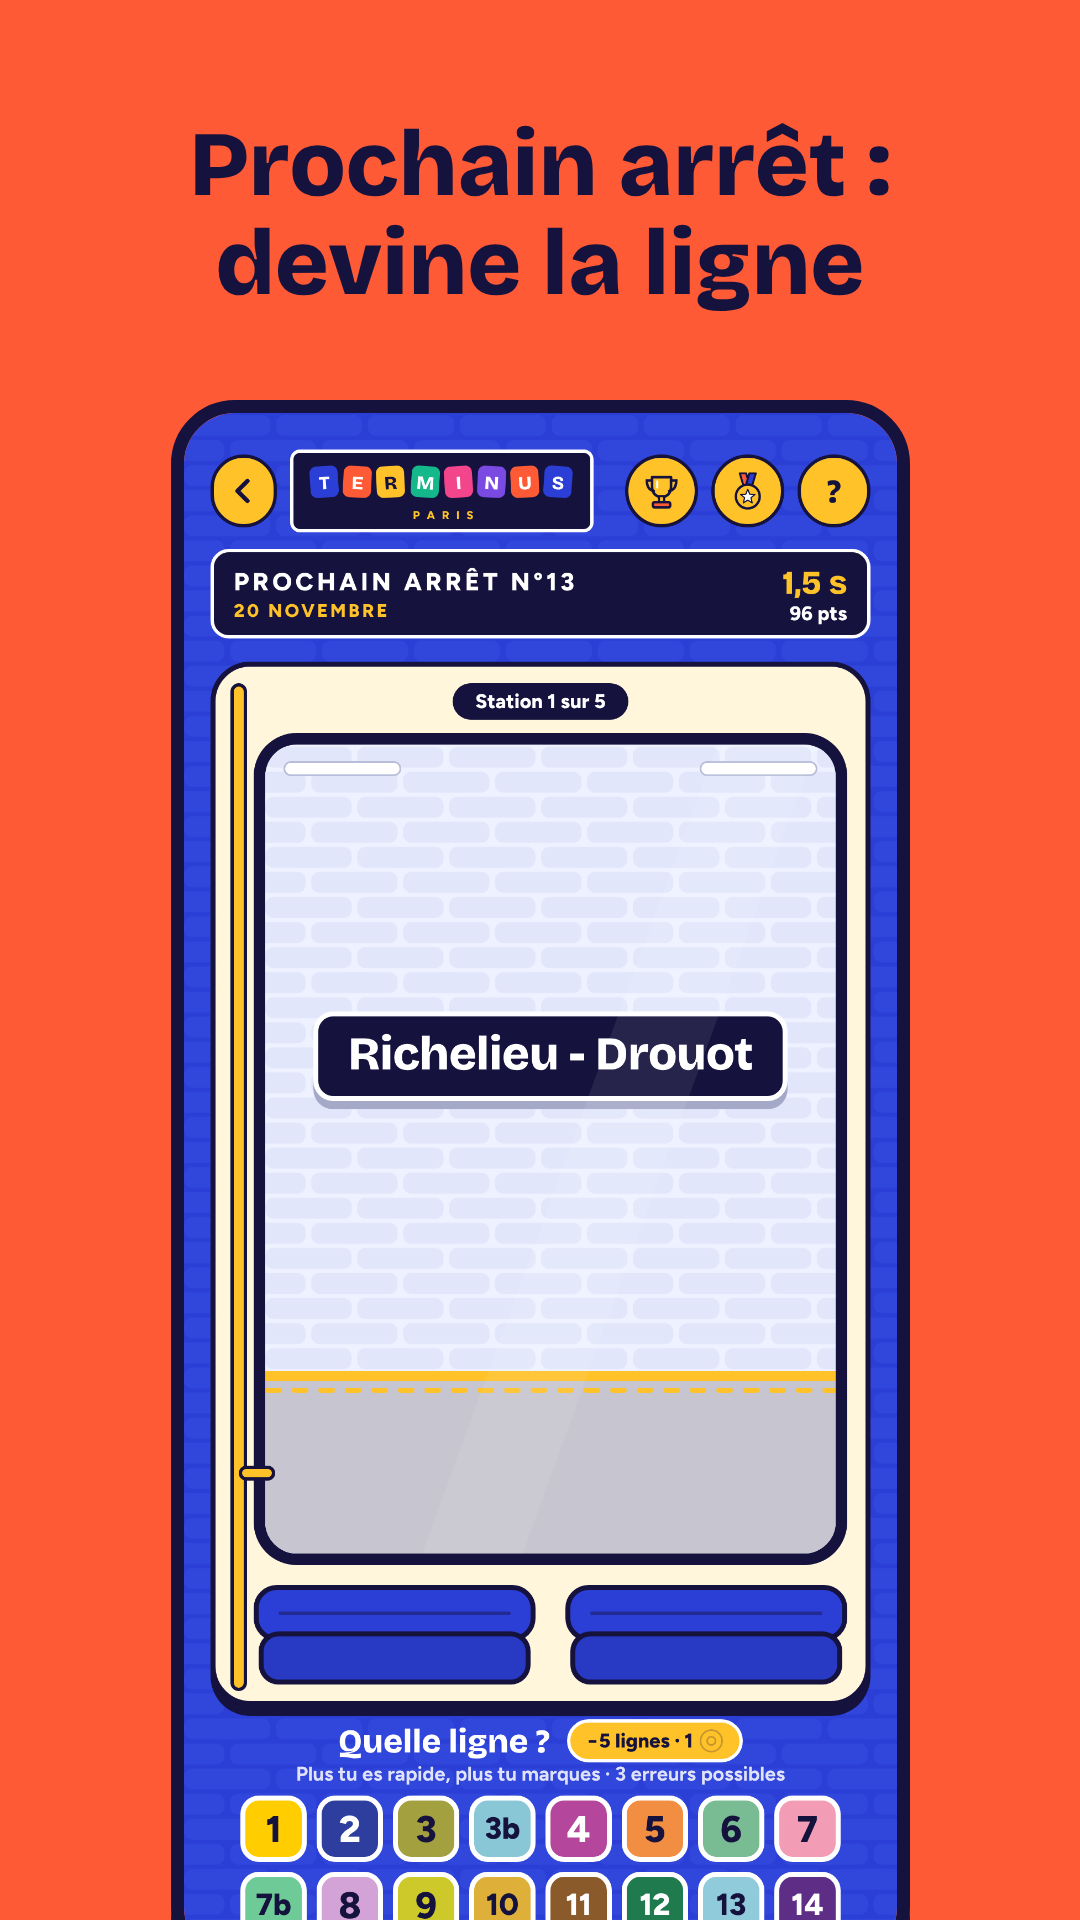 Prochain arrêt :
devine la ligne
TERMINUS
PARIS
?
PROCHAIN ARRÊT N°13
1,5 s
20 NOVEMBRE
96 pts
Station 1 sur 5
Richelieu - Drouot
Quelle ligne ?
-5 lignes · 1
Plus tu es rapide, plus tu marques · 3 erreurs possibles
1 2 3 3b 4 5 6 7
7b 8 9 10 11 12 13 14